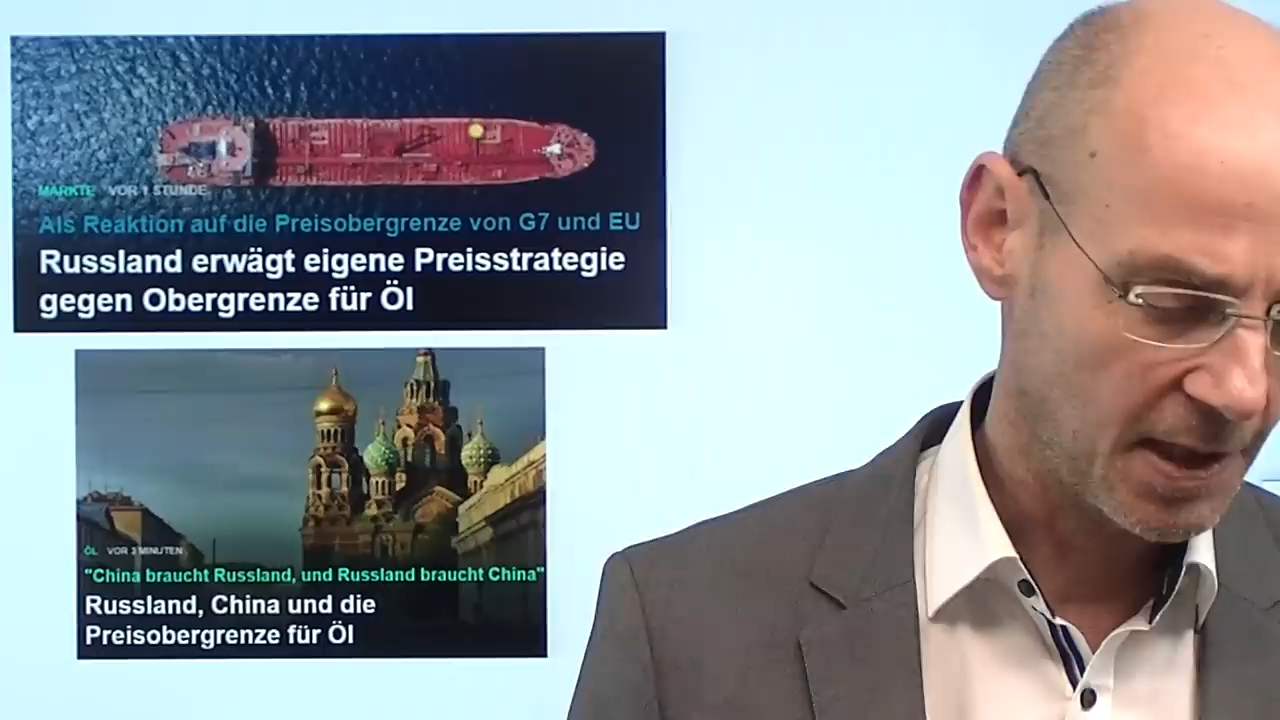 MÄRKTE VOR 1 STUNDE
Als Reaktion auf die Preisobergrenze von G7 und EU
Russland erwägt eigene Preisstrategie
gegen Obergrenze für Öl
ÖL VOR 3 MINUTEN
"China braucht Russland, und Russland braucht China"
Russland, China und die
Preisobergrenze für Öl